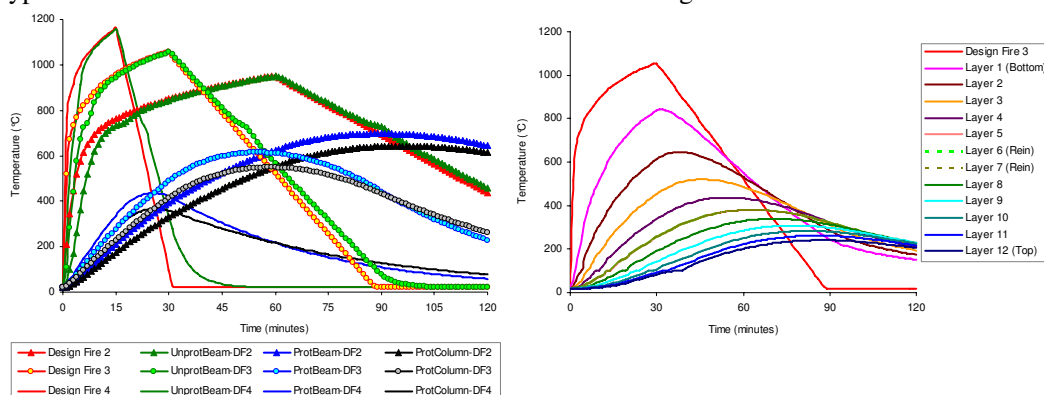 1200
1000
800
600
400
200
0
Temperature (°C)
0 15 30 45 60 75 90 105 120
Time (minutes)
Design Fire 2 UnprotBeam-DF2 ProtBeam-DF2 ProtColumn-DF2
Design Fire 3 UnprotBeam-DF3 ProtBeam-DF3 ProtColumn-DF3
Design Fire 4 UnprotBeam-DF4 ProtBeam-DF4 ProtColumn-DF4
1200
1000
800
600
400
200
0
Temperature (°C)
0 30 60 90 120
Time (minutes)
Design Fire 3
Layer 1 (Bottom)
Layer 2
Layer 3
Layer 4
Layer 5
Layer 6 (Rein)
Layer 7 (Rein)
Layer 8
Layer 9
Layer 10
Layer 11
Layer 12 (Top)